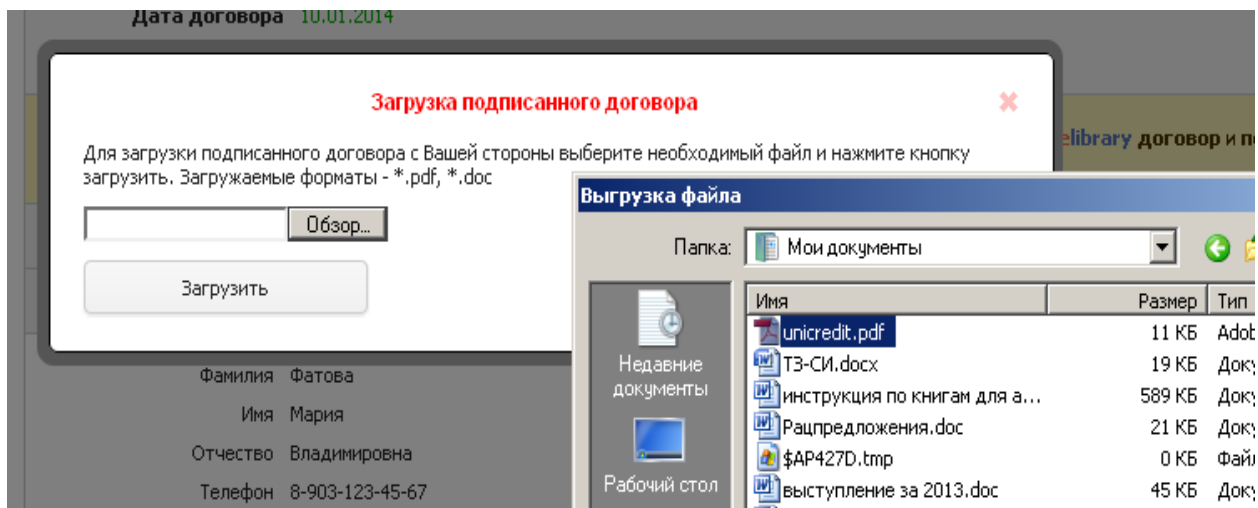 Дата договора 10.01.2014
Загрузка подписанного договора
elibrary договор и п
Для загрузки подписанного договора с Вашей стороны выберите необходимый файл и нажмите кнопку
загрузить. Загружаемые форматы - *.pdf, *.doc
Обзор...
Загрузить
Выгрузка файла
Папка: Мои документы
Имя Размер Тип
unicredit.pdf 11 КБ Adob
ТЗ-СИ.docx 19 КБ Доку
инструкция по книгам для а... 589 КБ Доку
Рацпредложения.doc 21 КБ Доку
$AP427D.tmp 0 КБ Файл
выступление за 2013.doc 45 КБ Доку
Недавние
документы
Рабочий стол
Фамилия Фатова
Имя Мария
Отчество Владимировна
Телефон 8-903-123-45-67